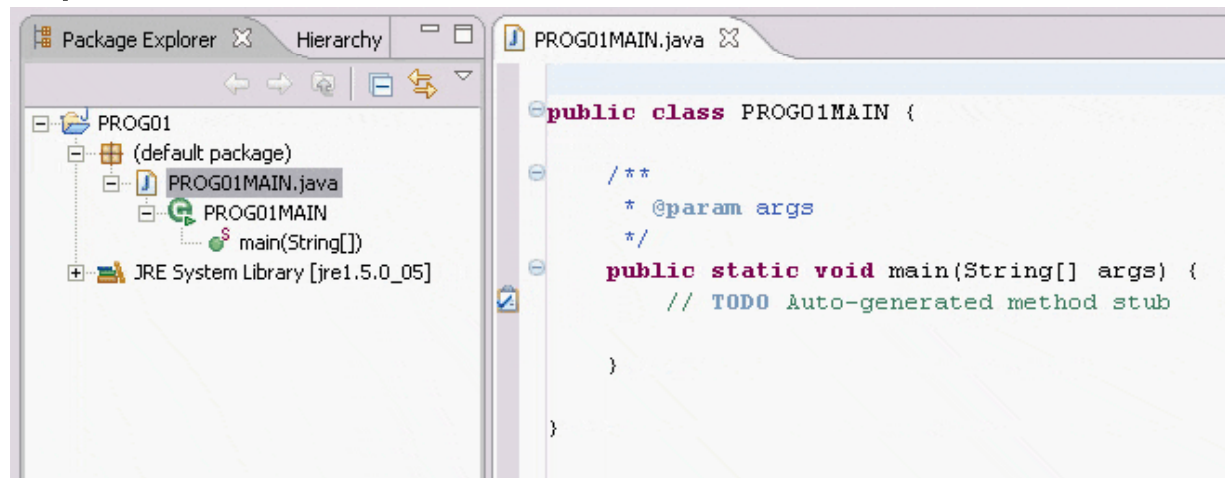 Package Explorer Hierarchy
PROG01
(default package)
PROG01MAIN.java
PROG01MAIN
main(String[])
JRE System Library [jre1.5.0_05]
PROG01MAIN.java
public class PROG01MAIN {
/**
* @param args
*/
public static void main(String[] args) {
// TODO Auto-generated method stub
}
}